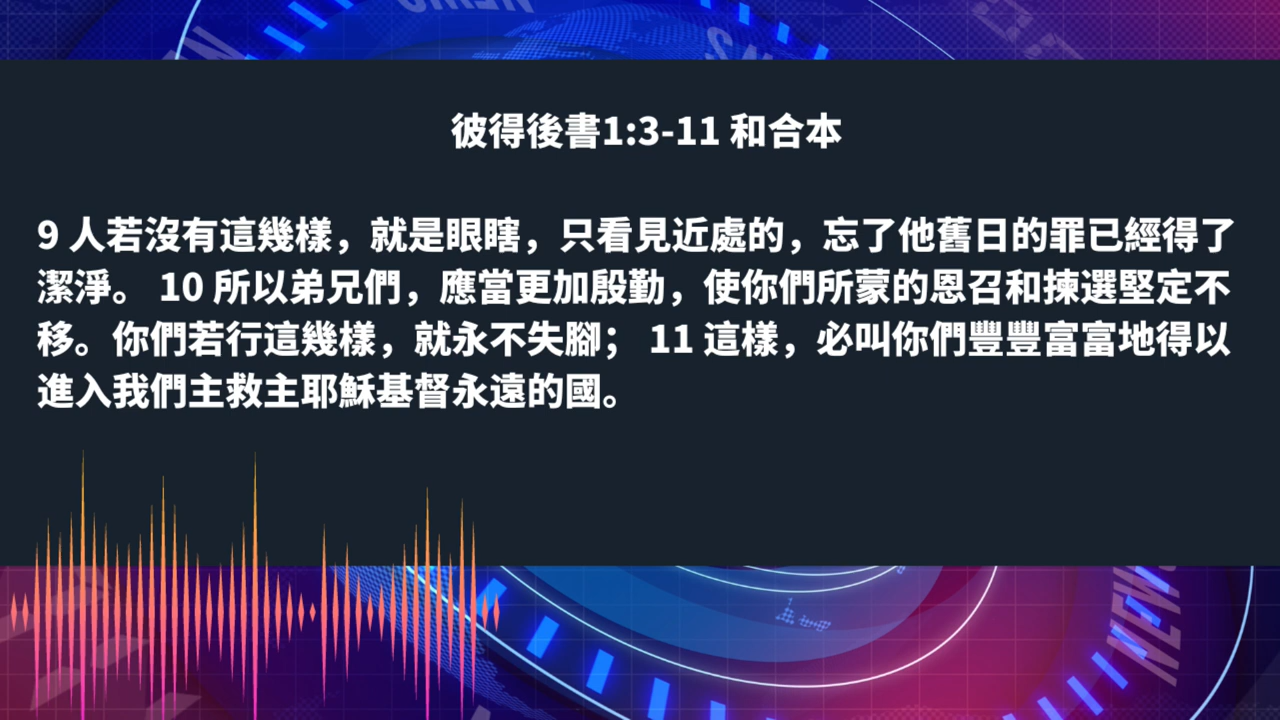 NEWS
NEWS
NEWS
彼得後書1:3-11 和合本
9 人若沒有這幾樣，就是眼瞎，只看見近處的，忘了他舊日的罪已經得了
潔淨。 10 所以弟兄們，應當更加殷勤，使你們所蒙的恩召和揀選堅定不
移。你們若行這幾樣，就永不失腳； 11 這樣，必叫你們豐豐富富地得以
進入我們主救主耶穌基督永遠的國。
NEWS